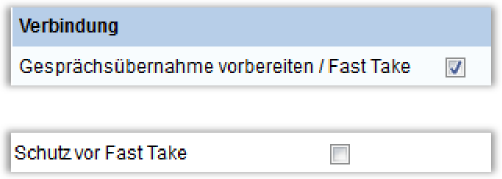 Verbindung
Gesprächsübernahme vorbereiten / Fast Take
Schutz vor Fast Take